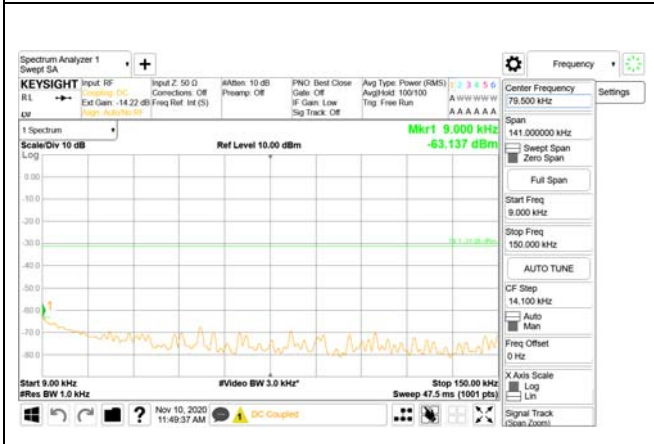 Spectrum Analyzer 1
Swept SA
+
Frequency
KEYSIGHT
RL
Input: RF
Coupling: DC
Ext Gain: -14.22 dB
Align: Auto/No RF
Input Z: 50 Ω
Corrections: Off
Freq Ref: Int (S)
#Atten: 10 dB
Preamp: Off
PNO: Best Close
Gate: Off
IF Gain: Low
Sig Track: Off
Avg Type: Power (RMS)
Avg|Hold: 100/100
Trig: Free Run
1 2 3 4 5 6
A W W W W W
A A A A A A
1 Spectrum
Scale/Div 10 dB
Log
Ref Level 10.00 dBm
Mkr1 9.000 kHz
-63.137 dBm
0.00
-10.0
-20.0
-30.0
-40.0
-50.0
-60.0
-70.0
-80.0
1
Start 9.00 kHz
#Res BW 1.0 kHz
#Video BW 3.0 kHz*
Stop 150.00 kHz
Sweep 47.5 ms (1001 pts)
?
Nov 10, 2020
11:49:37 AM
DC Coupled
Center Frequency
79.500 kHz
Settings
Span
141.000000 kHz
Swept Span
Zero Span
Full Span
Start Freq
9.000 kHz
Stop Freq
150.000 kHz
AUTO TUNE
CF Step
14.100 kHz
Auto
Man
Freq Offset
0 Hz
X Axis Scale
Log
Lin
Signal Track
(Span Zoom)